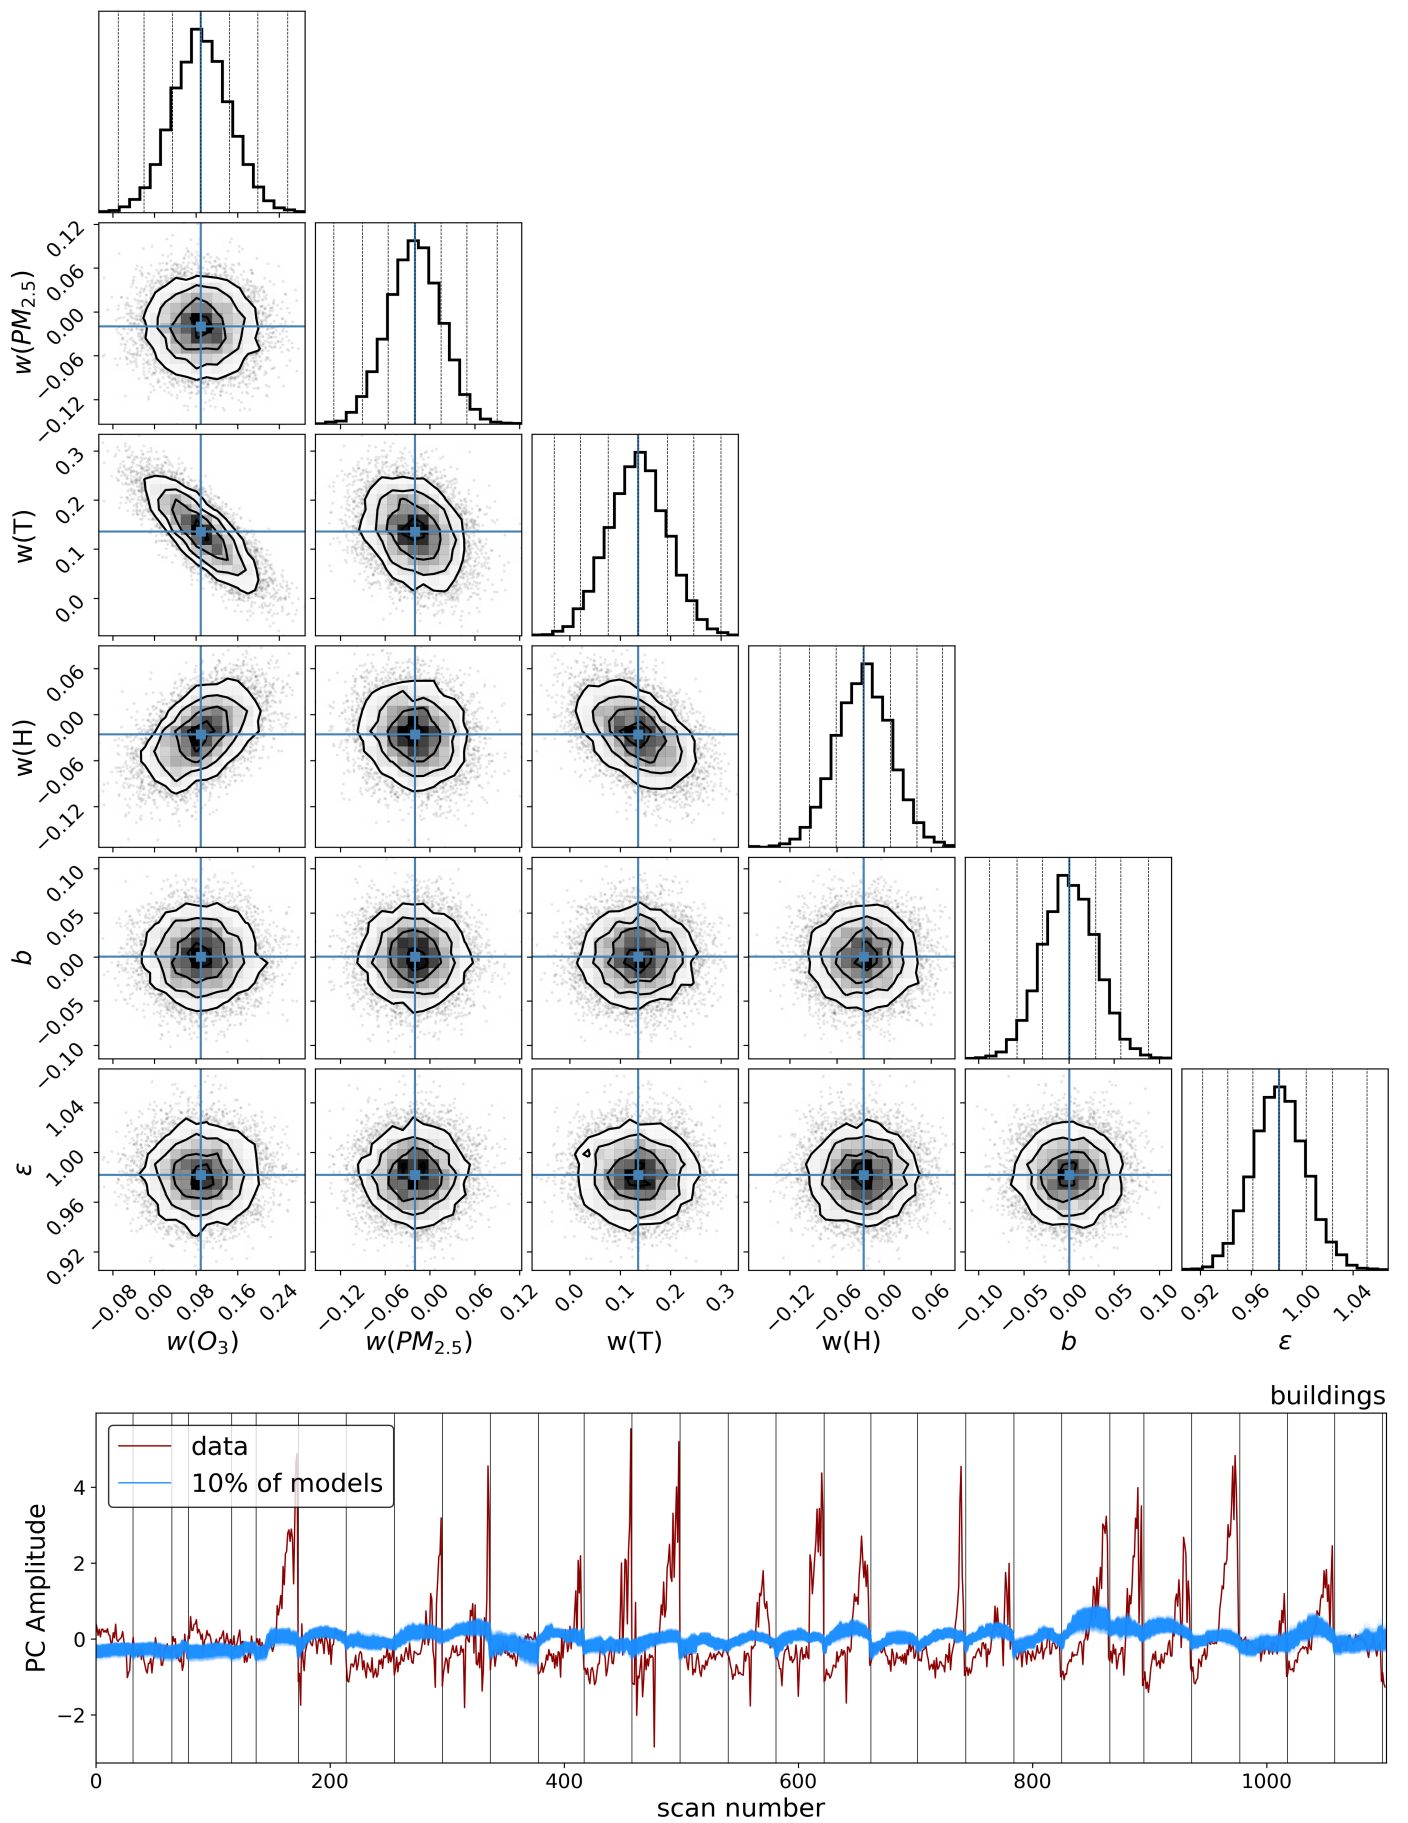 0.12
0.06
0.00
−0.06
−0.12
w(PM2.5)
0.3
0.2
0.1
0.0
w(T)
0.06
0.00
−0.06
−0.12
w(H)
0.10
0.05
0.00
−0.05
−0.10
b
1.04
1.00
0.96
0.92
ε
−0.08 0.00 0.08 0.16 0.24
−0.12 −0.06 0.00 0.06 0.12
0.0 0.1 0.2 0.3
−0.12 −0.06 0.00 0.06
−0.10 −0.05 0.00 0.05 0.10
0.92 0.96 1.00 1.04
w(O3) w(PM2.5) w(T) w(H) b ε
buildings
data
10% of models
4
2
0
−2
PC Amplitude
0 200 400 600 800 1000
scan number